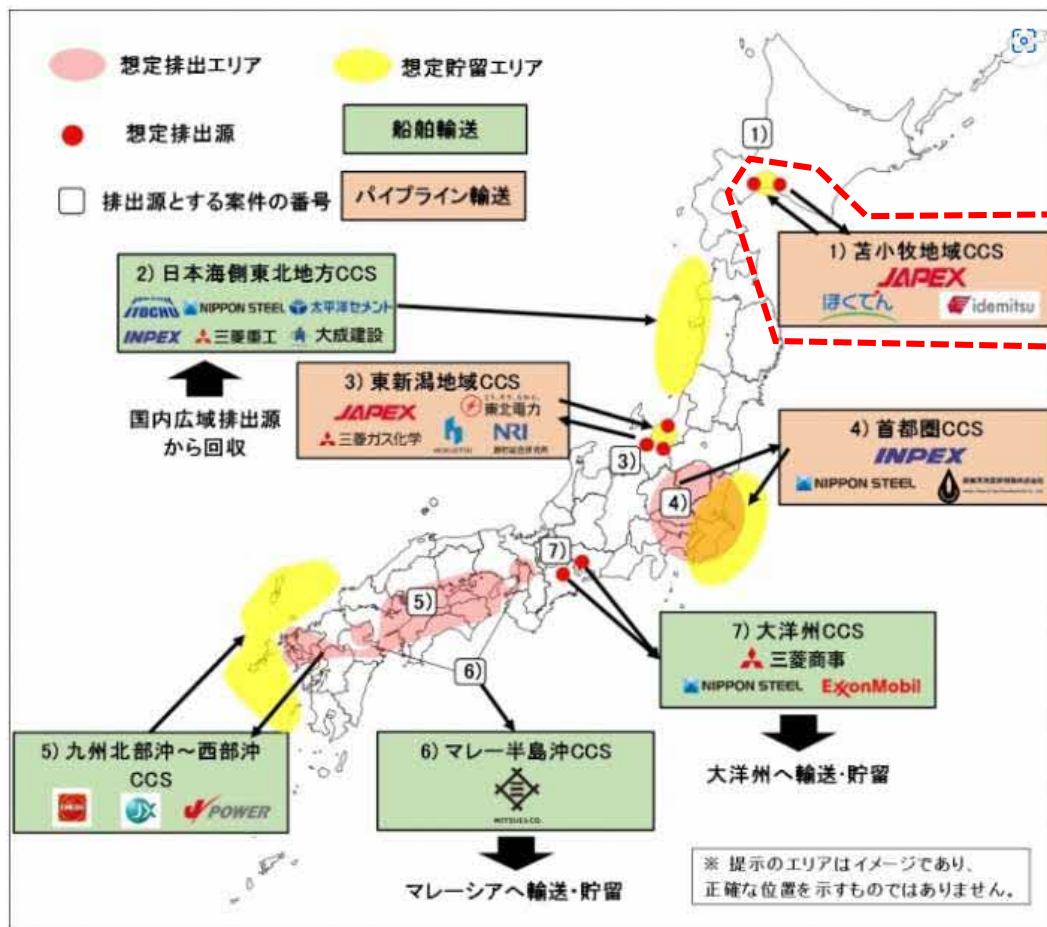 想定排出エリア
想定貯留エリア
想定排出源
船舶輸送
排出源とする案件の番号
パイプライン輸送
1)
1) 苫小牧地域CCS
JAPEX
ほくでん
idemitsu
2) 日本海側東北地方CCS
ITOCHU NIPPON STEEL 太平洋セメント
INPEX 三菱重工 大成建設
国内広域排出源
から回収
3) 東新潟地域CCS
JAPEX 東北電力
三菱ガス化学 NRI
3)
4) 首都圏CCS
INPEX
NIPPON STEEL
4)
7)
5)
6)
7) 大洋州CCS
三菱商事
NIPPON STEEL ExxonMobil
大洋州へ輸送・貯留
5) 九州北部沖～西部沖
CCS
ENEOS JX J POWER
6) マレー半島沖CCS
三
MITSUI & CO.
マレーシアへ輸送・貯留
※ 提示のエリアはイメージであり、
正確な位置を示すものではありません。